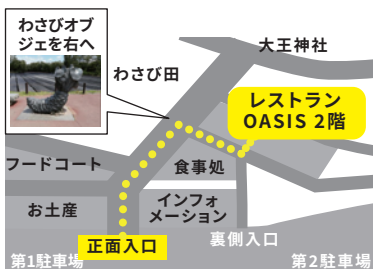 わさびオブ
ジェを右へ
わさび田
大王神社
レストラン
OASIS 2階
フードコート
食事処
お土産
インフォ
メーション
正面入口
裏側入口
第1駐車場
第2駐車場